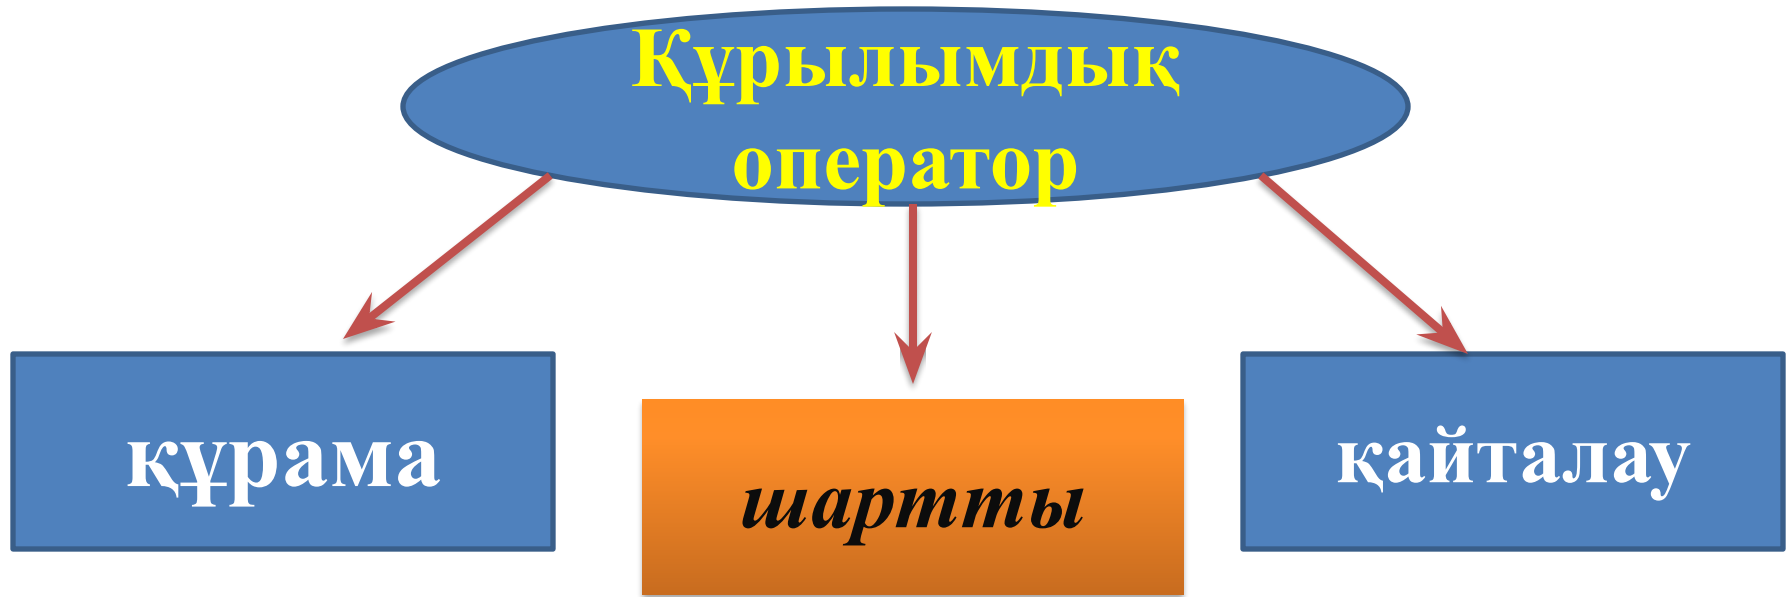 Құрылымдық
оператор
құрама
шартты
қайталау